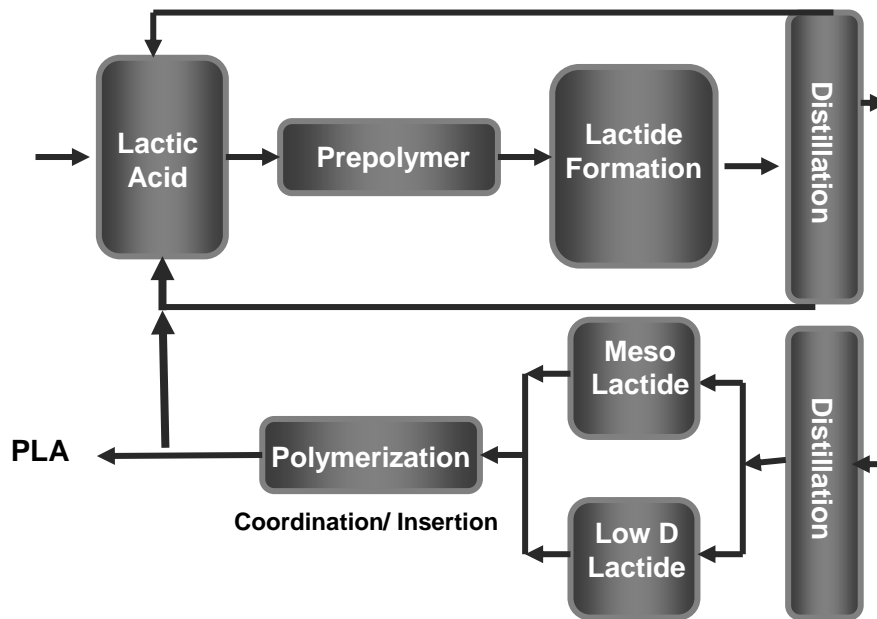 Lactic
Acid
Prepolymer
Lactide
Formation
Distillation
Meso
Lactide
Distillation
PLA
Polymerization
Coordination/ Insertion
Low D
Lactide